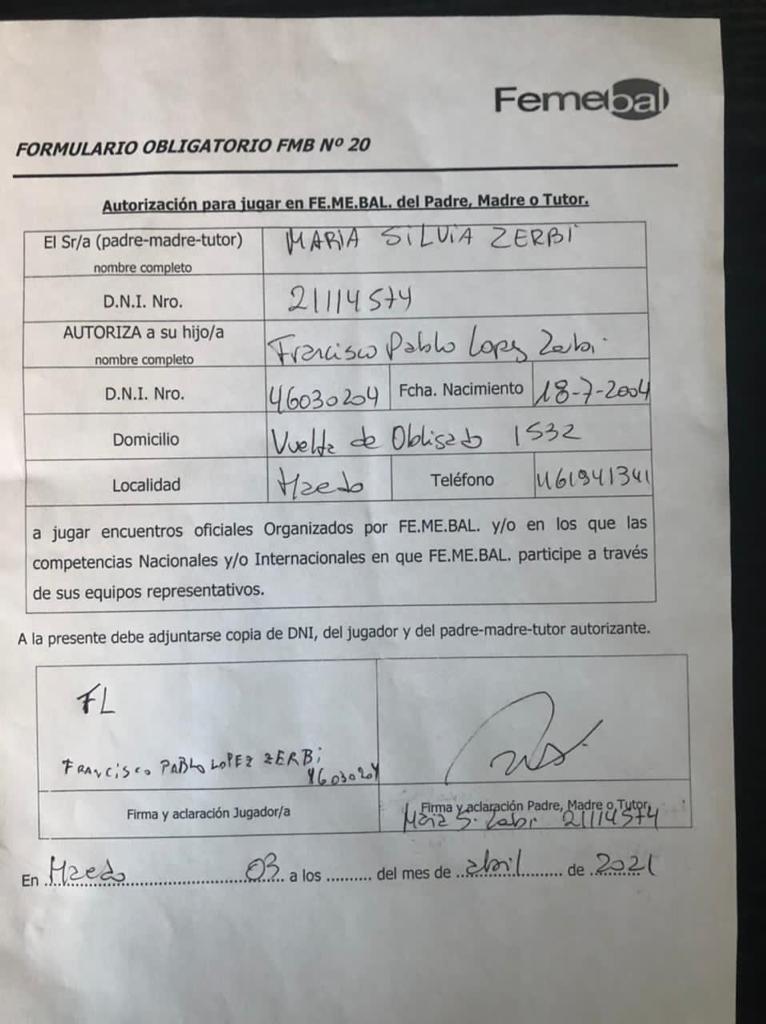 Femebal
FORMULARIO OBLIGATORIO FMB Nº 20
Autorización para jugar en FE.ME.BAL. del Padre, Madre o Tutor.
El Sr/a (padre-madre-tutor) MARIA SILVIA ZERBI
nombre completo
D.N.I. Nro. 21114574
AUTORIZA a su hijo/a Francisco Pablo Lopez Zerbi
nombre completo
D.N.I. Nro. 46030204 Fcha. Nacimiento 18-7-2004
Domicilio Vuelta de Obligado 1532
Localidad Haedo Teléfono 1161941341
a jugar encuentros oficiales Organizados por FE.ME.BAL. y/o en los que las
competencias Nacionales y/o Internacionales en que FE.ME.BAL. participe a través
de sus equipos representativos.
A la presente debe adjuntarse copia de DNI, del jugador y del padre-madre-tutor autorizante.
FL
FRANCISCO PABLO LOPEZ ZERBI
46030204
Firma y aclaración Jugador/a Firma y aclaración Padre, Madre o Tutor
Maria S. Zerbi 21114574
En Haedo 03 a los .......... del mes de abril de 2021